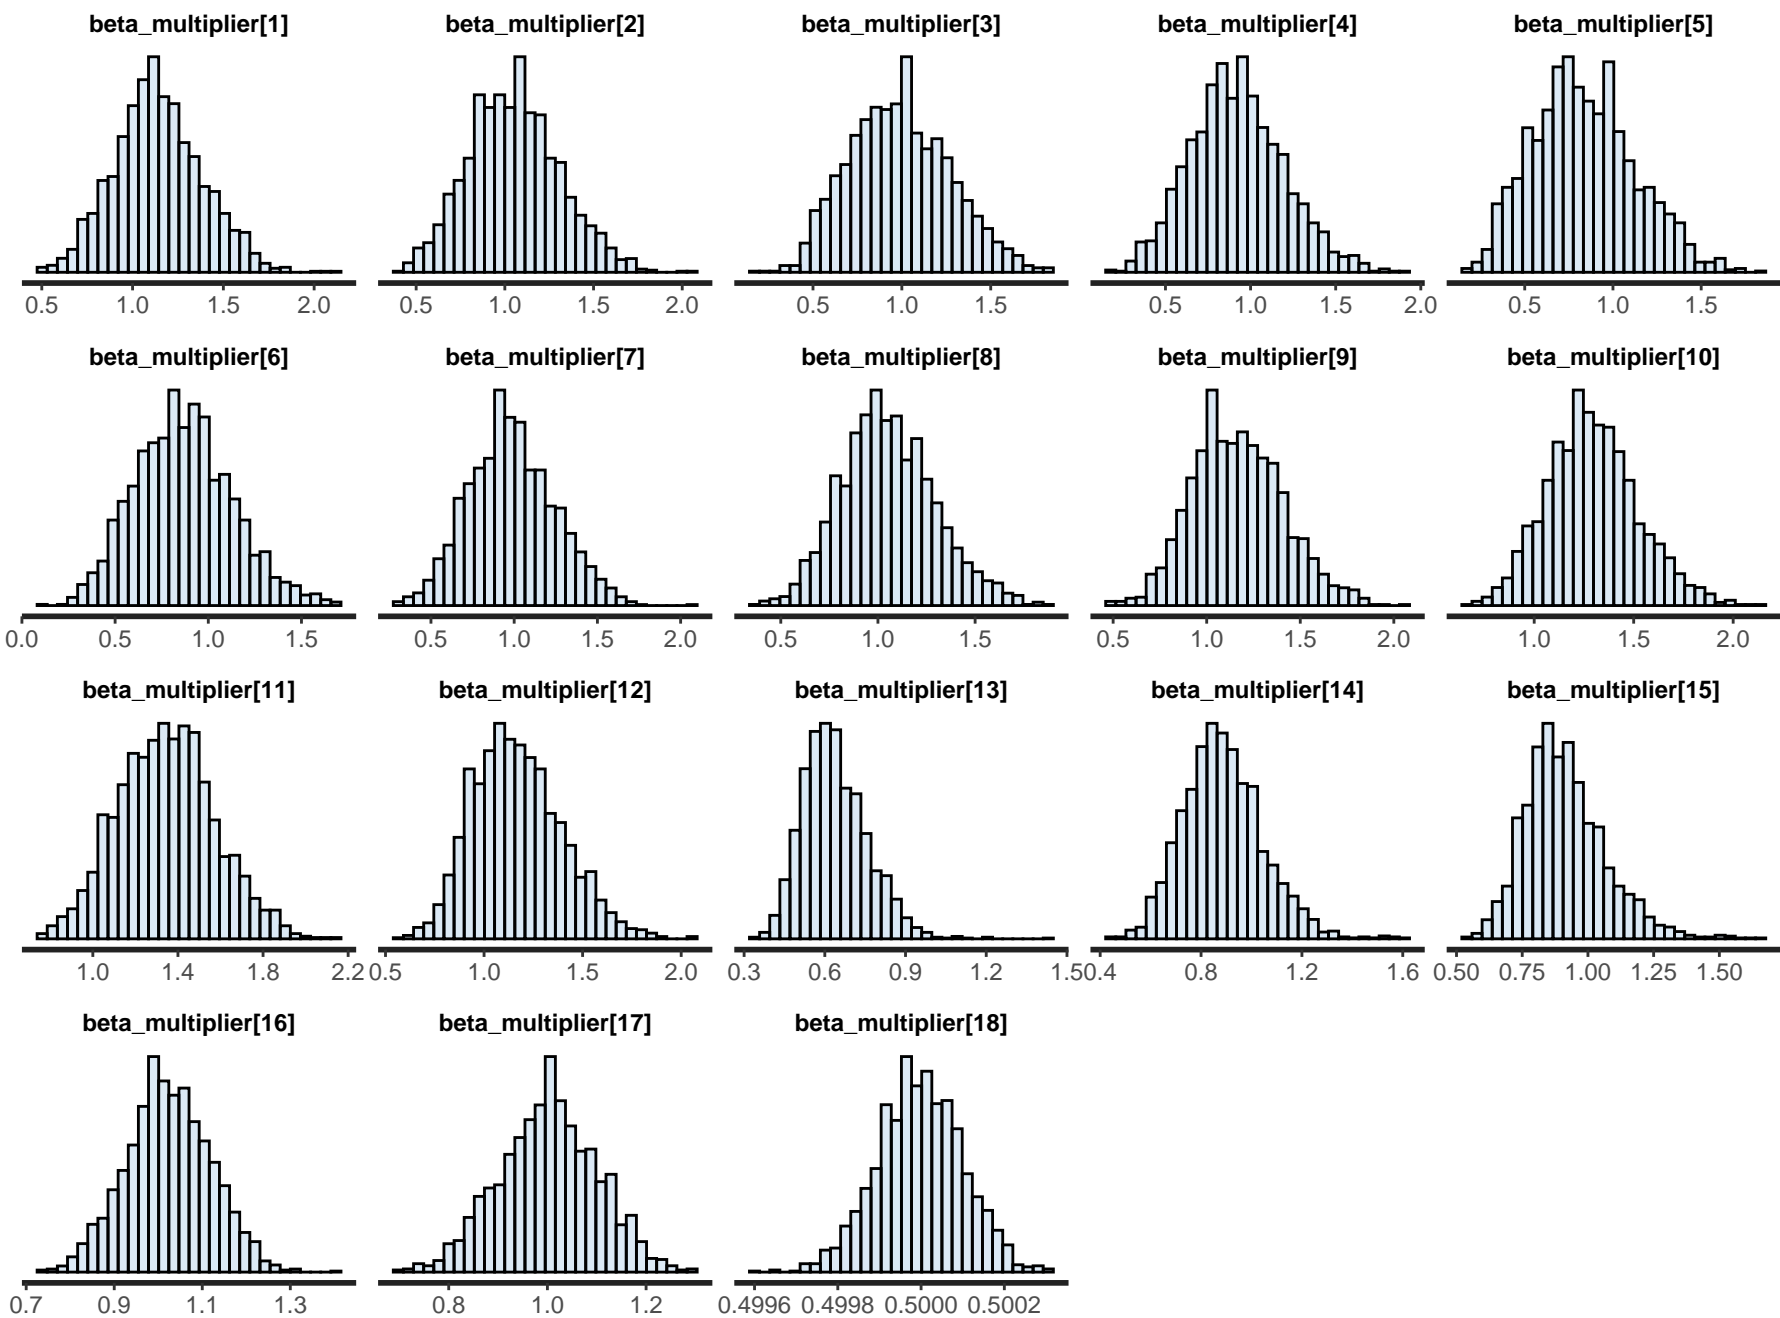 beta_multiplier[1] beta_multiplier[2] beta_multiplier[3] beta_multiplier[4] beta_multiplier[5]
0.5 1.0 1.5 2.0 0.5 1.0 1.5 2.0 0.5 1.0 1.5 0.5 1.0 1.5 2.0 0.5 1.0 1.5
beta_multiplier[6] beta_multiplier[7] beta_multiplier[8] beta_multiplier[9] beta_multiplier[10]
0.0 0.5 1.0 1.5 0.5 1.0 1.5 2.0 0.5 1.0 1.5 0.5 1.0 1.5 2.0 1.0 1.5 2.0
beta_multiplier[11] beta_multiplier[12] beta_multiplier[13] beta_multiplier[14] beta_multiplier[15]
1.0 1.4 1.8 2.2 0.5 1.0 1.5 2.0 0.3 0.6 0.9 1.2 1.5 0.4 0.8 1.2 1.6 0.50 0.75 1.00 1.25 1.50
beta_multiplier[16] beta_multiplier[17] beta_multiplier[18]
0.7 0.9 1.1 1.3 0.8 1.0 1.2 0.4996 0.4998 0.5000 0.5002